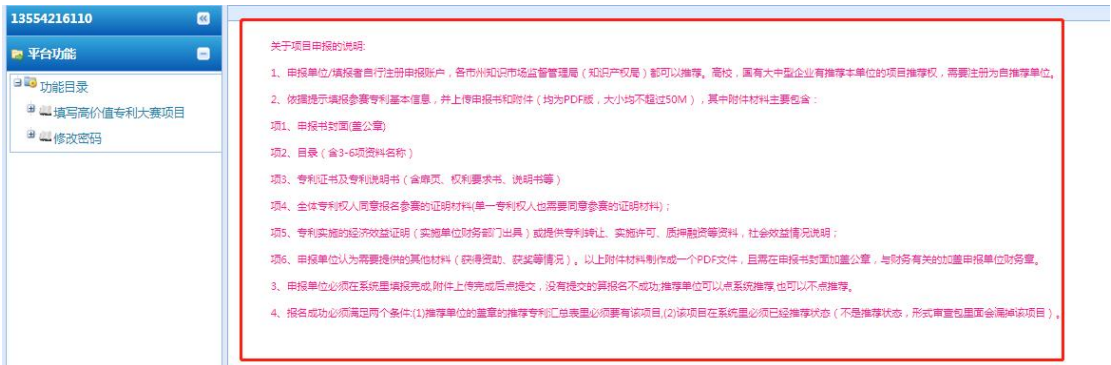 13554216110
平台功能
功能目录
填写高价值专利大赛项目
修改密码
关于项目申报的说明:
1、申报单位/填报者自行注册申报账户，各市州知识市场监督管理局（知识产权局）都可以推荐。高校，国有大中型企业有推荐本单位的项目推荐权，需要注册为自推荐单位。
2、依据提示填报参赛专利基本信息，并上传申报书和附件（均为PDF版，大小均不超过50M），其中附件材料主要包含：
项1、申报书封面(盖公章)
项2、目录（含3-6项资料名称）
项3、专利证书及专利说明书（含扉页、权利要求书、说明书等）
项4、全体专利权人同意报名参赛的证明材料(单一专利权人也需要同意参赛的证明材料)；
项5、专利实施的经济效益证明（实施单位财务部门出具）或提供专利转让、实施许可、质押融资等资料，社会效益情况说明；
项6、申报单位认为需要提供的其他材料（获得资助、获奖等情况）。以上附件材料制作成一个PDF文件，且需在申报书封面加盖公章，与财务有关的加盖申报单位财务章。
3、申报单位必须在系统里填报完成,附件上传完成后点提交，没有提交的算报名不成功;推荐单位可以点系统推荐,也可以不点推荐。
4、报名成功必须满足两个条件:(1)推荐单位的盖章的推荐专利汇总表里必须要有该项目,(2)该项目在系统里必须已经推荐状态（不是推荐状态，形式审查包里面会漏掉该项目）。